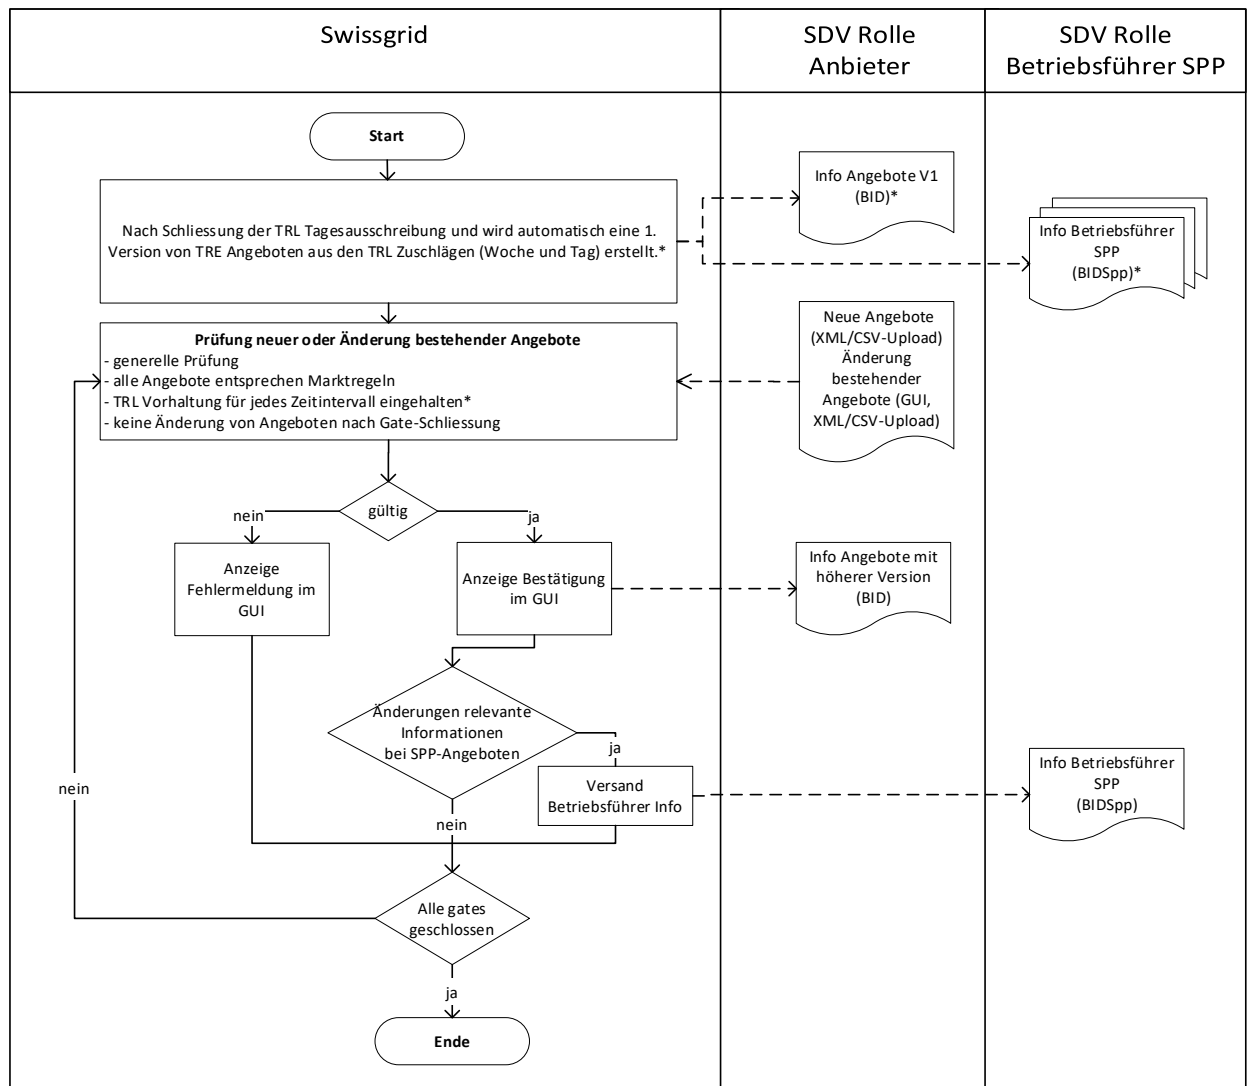 Swissgrid
SDV Rolle
Anbieter
SDV Rolle
Betriebsführer SPP
Start
Info Angebote V1
(BID)*
Nach Schliessung der TRL Tagesausschreibung und wird automatisch eine 1.
Version von TRE Angeboten aus den TRL Zuschlägen (Woche und Tag) erstellt.*
Info Betriebsführer
SPP
(BIDSpp)*
Prüfung neuer oder Änderung bestehender Angebote
- generelle Prüfung
- alle Angebote entsprechen Marktregeln
- TRL Vorhaltung für jedes Zeitintervall eingehalten*
- keine Änderung von Angeboten nach Gate-Schliessung
Neue Angebote
(XML/CSV-Upload)
Änderung
bestehender
Angebote (GUI,
XML/CSV-Upload)
gültig
nein
ja
Anzeige
Fehlermeldung im
GUI
Anzeige Bestätigung
im GUI
Info Angebote mit
höherer Version
(BID)
Änderungen relevante
Informationen
bei SPP-Angeboten
ja
Versand
Betriebsführer Info
Info Betriebsführer
SPP
(BIDSpp)
nein
nein
Alle gates
geschlossen
ja
Ende